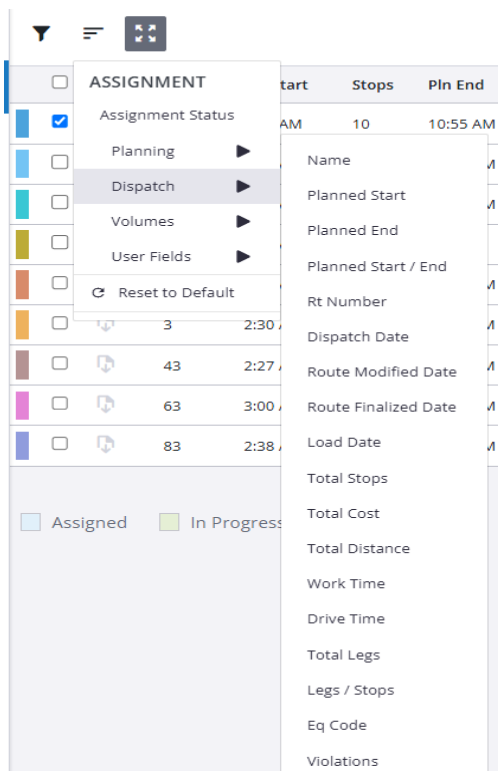 ASSIGNMENT
Assignment Status
Planning
Dispatch
Volumes
User Fields
Reset to Default
Stops Pln End
AM 10 10:55 AM
Name
Planned Start
Planned End
Planned Start / End
Rt Number
Dispatch Date
Route Modified Date
Route Finalized Date
Load Date
Total Stops
Total Cost
Total Distance
Work Time
Drive Time
Total Legs
Legs / Stops
Eq Code
Violations
3 2:30
43 2:27
63 3:00
83 2:38
Assigned In Progress